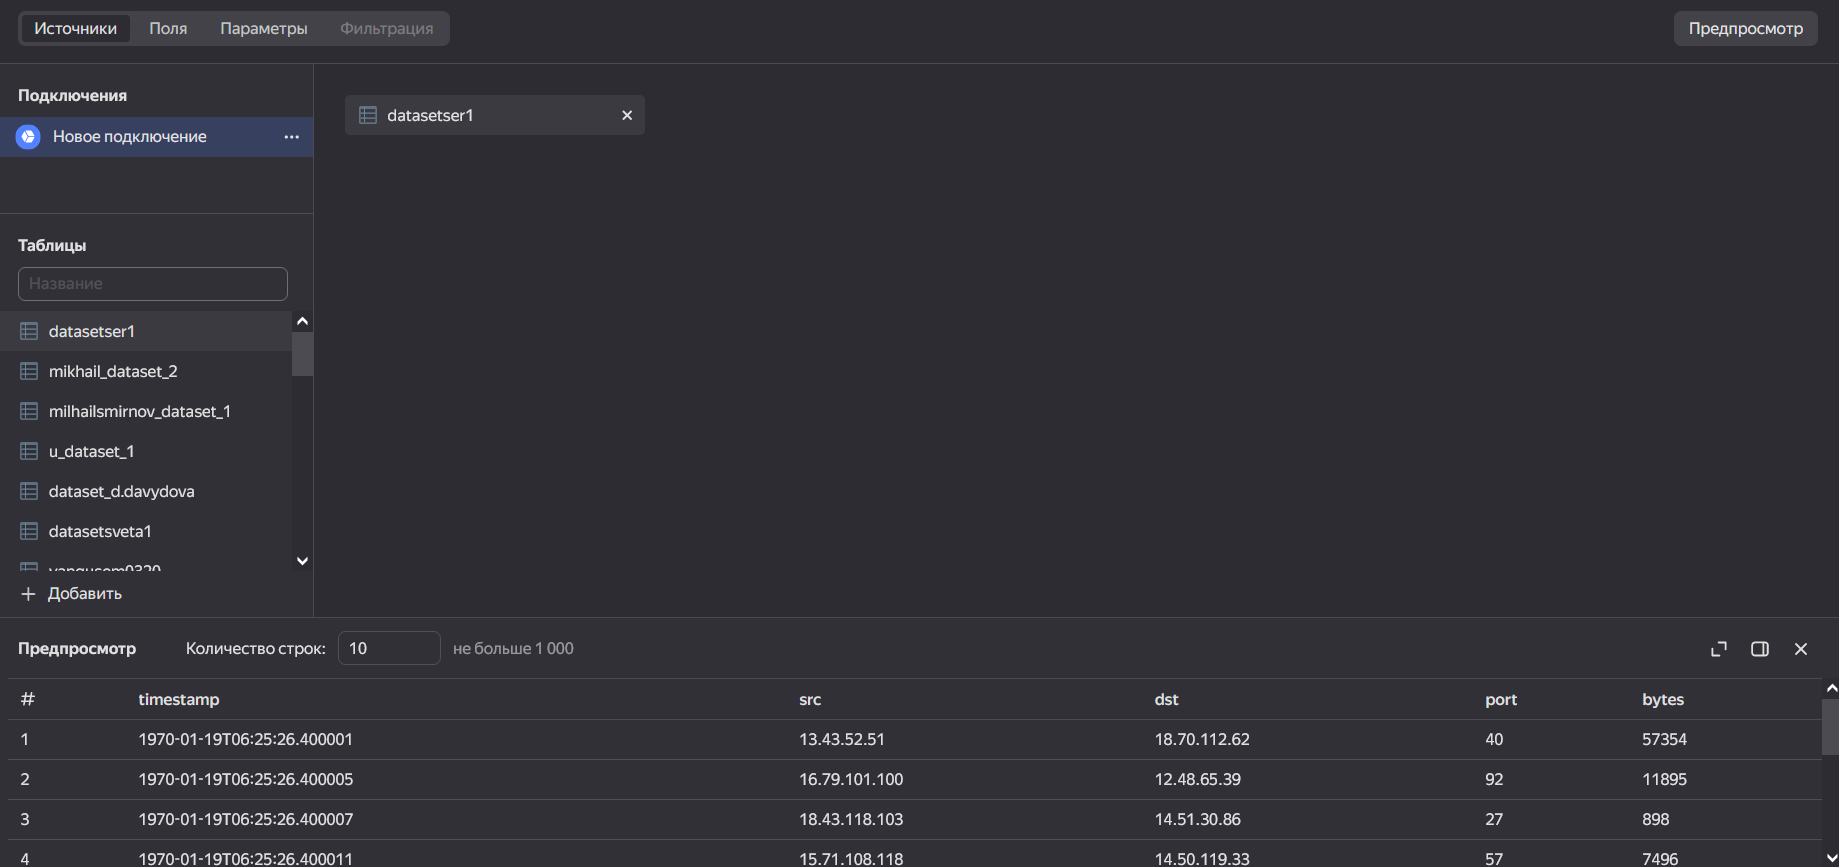 Источники Поля Параметры Фильтрация Предпросмотр
Подключения
Новое подключение
datasetser1
Таблицы
Название
datasetser1
mikhail_dataset_2
milhailsmirnov_dataset_1
u_dataset_1
dataset_d.davydova
datasetsveta1
Добавить
Предпросмотр Количество строк: 10 не больше 1 000
# timestamp src dst port bytes
1 1970-01-19T06:25:26.400001 13.43.52.51 18.70.112.62 40 57354
2 1970-01-19T06:25:26.400005 16.79.101.100 12.48.65.39 92 11895
3 1970-01-19T06:25:26.400007 18.43.118.103 14.51.30.86 27 898
4 1970-01-19T06:25:26.400011 15.71.108.118 14.50.119.33 57 7496